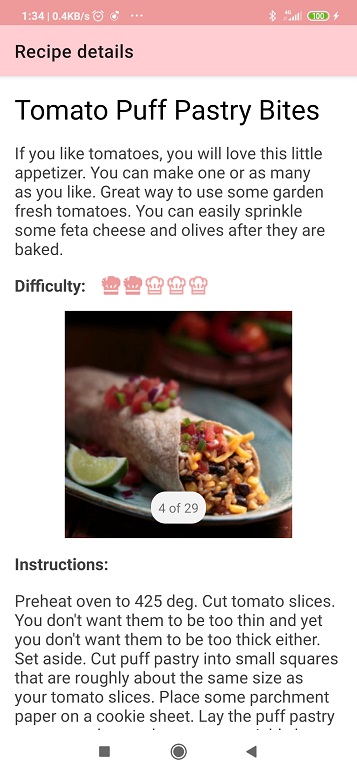 1:34 | 0.4KB/s
4G
100
Recipe details
Tomato Puff Pastry Bites
If you like tomatoes, you will love this little
appetizer. You can make one or as many
as you like. Great way to use some garden
fresh tomatoes. You can easily sprinkle
some feta cheese and olives after they are
baked.
Difficulty:
4 of 29
Instructions:
Preheat oven to 425 deg. Cut tomato slices.
You don't want them to be too thin and yet
you don't want them to be too thick either.
Set aside. Cut puff pastry into small squares
that are roughly about the same size as
your tomato slices. Place some parchment
paper on a cookie sheet. Lay the puff pastry